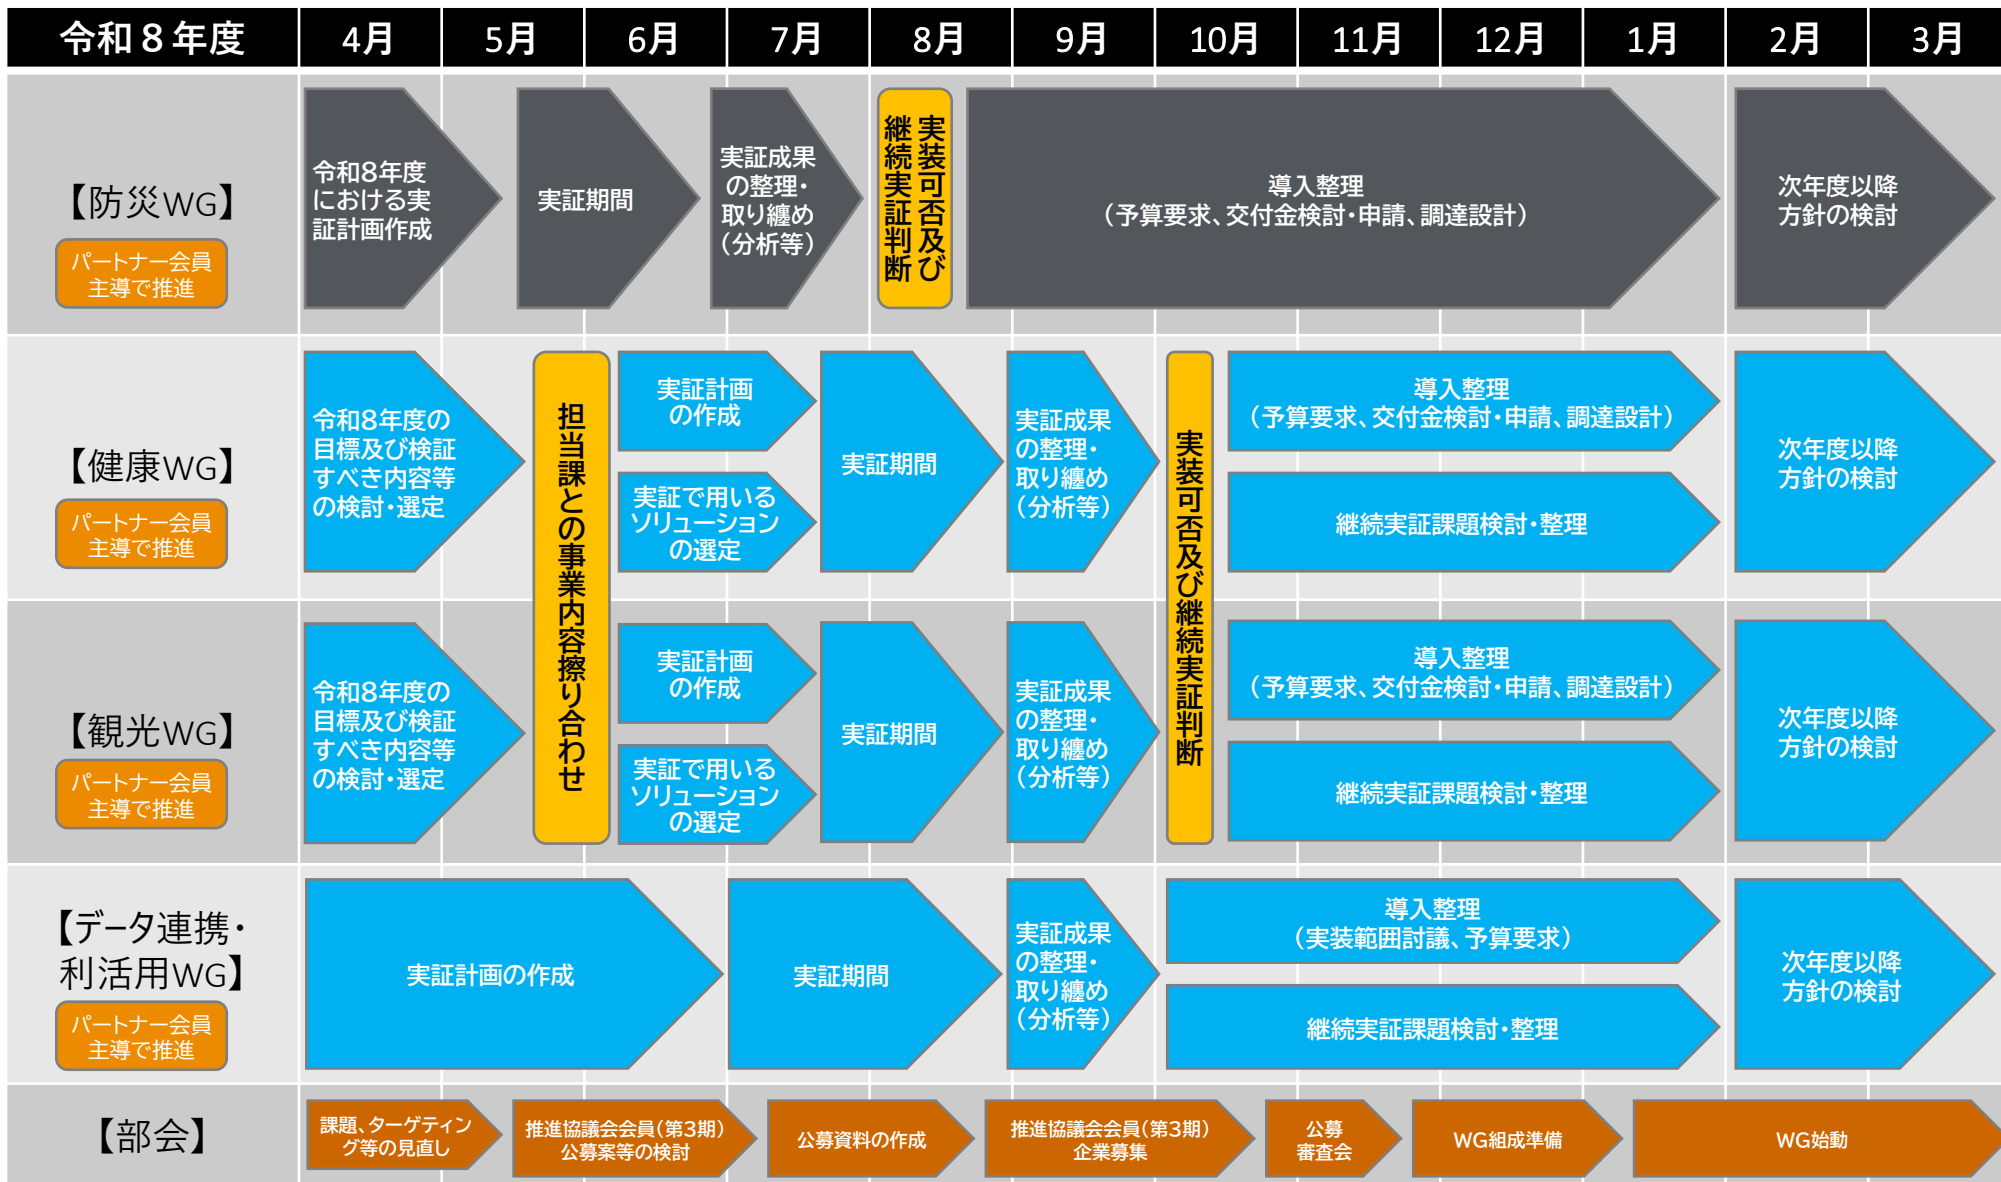 令和8年度
4月
5月
6月
7月
8月
9月
10月
11月
12月
1月
2月
3月
【防災WG】
パートナー会員
主導で推進
令和8年度
における実
証計画作成
実証期間
実証成果
の整理・
取り纏め
（分析等）
実装可否及び
継続実証判断
導入整理
（予算要求、交付金検討・申請、調達設計）
次年度以降
方針の検討
【健康WG】
パートナー会員
主導で推進
令和8年度の
目標及び検証
すべき内容等
の検討・選定
担当課との事業内容擦り合わせ
実証計画
の作成
実証で用いる
ソリューション
の選定
実証期間
実証成果
の整理・
取り纏め
（分析等）
実装可否及び継続実証判断
導入整理
（予算要求、交付金検討・申請、調達設計）
継続実証課題検討・整理
次年度以降
方針の検討
【観光WG】
パートナー会員
主導で推進
令和8年度の
目標及び検証
すべき内容等
の検討・選定
実証計画
の作成
実証で用いる
ソリューション
の選定
実証期間
実証成果
の整理・
取り纏め
（分析等）
導入整理
（予算要求、交付金検討・申請、調達設計）
継続実証課題検討・整理
次年度以降
方針の検討
【データ連携・
利活用WG】
パートナー会員
主導で推進
実証計画の作成
実証期間
実証成果
の整理・
取り纏め
（分析等）
導入整理
（実装範囲討議、予算要求）
継続実証課題検討・整理
次年度以降
方針の検討
【部会】
課題、ターゲティン
グ等の見直し
推進協議会会員（第3期）
公募案等の検討
公募資料の作成
推進協議会会員（第3期）
企業募集
公募
審査会
WG組成準備
WG始動